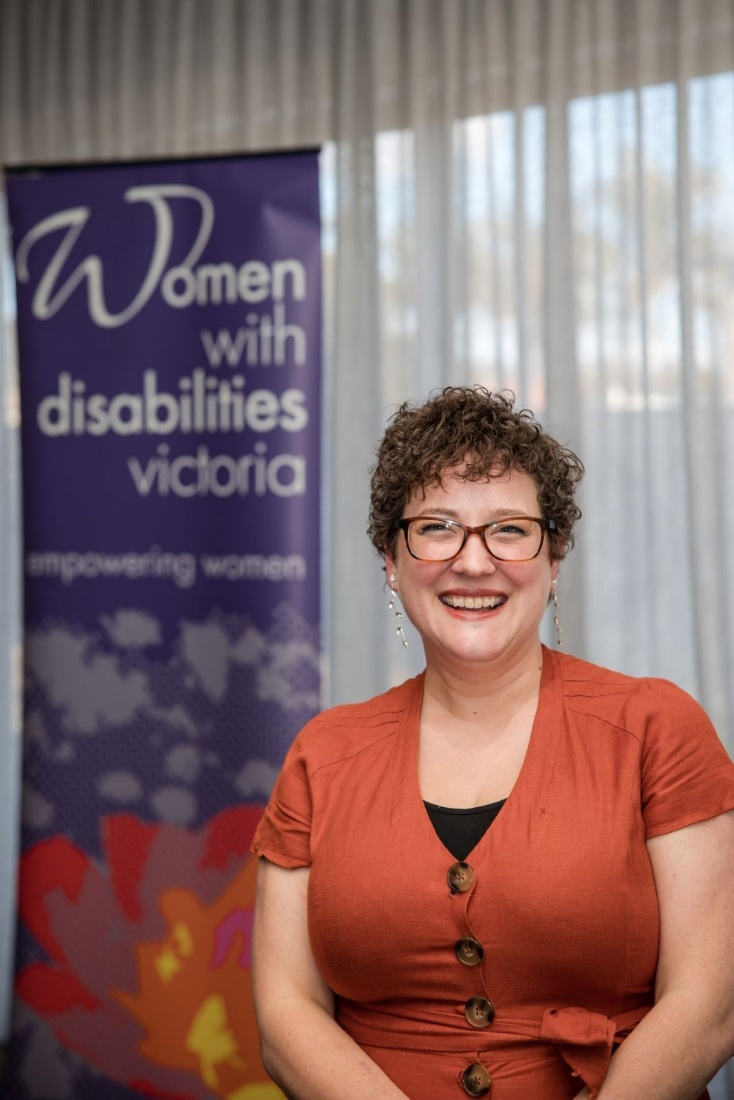 Women
with
disabilities
victoria
empowering women